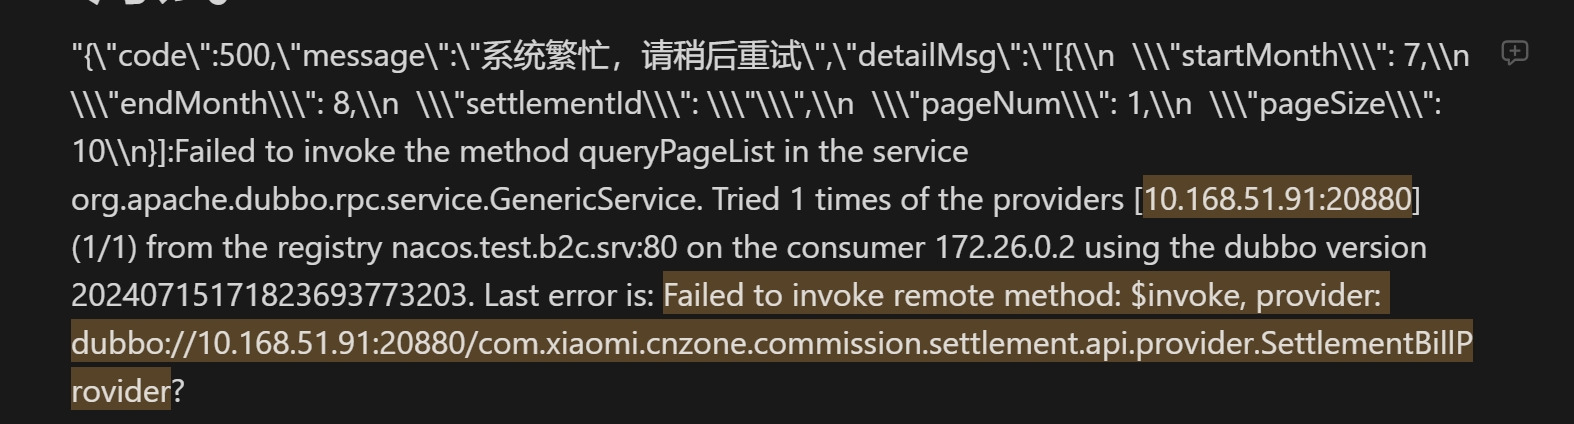 "{\"code\":500,\"message\":\"系统繁忙，请稍后重试\",\"detailMsg\":\"[{\\n  \\\"startMonth\\\": 7,\\n
\\\"endMonth\\\": 8,\\n  \\\"settlementId\\\": \\\"\\\",\\n  \\\"pageNum\\\": 1,\\n  \\\"pageSize\\\":
10\\n}]:Failed to invoke the method queryPageList in the service
org.apache.dubbo.rpc.service.GenericService. Tried 1 times of the providers [10.168.51.91:20880]
(1/1) from the registry nacos.test.b2c.srv:80 on the consumer 172.26.0.2 using the dubbo version
20240715171823693773203. Last error is: Failed to invoke remote method: $invoke, provider:
dubbo://10.168.51.91:20880/com.xiaomi.cnzone.commission.settlement.api.provider.SettlementBillP
rovider?